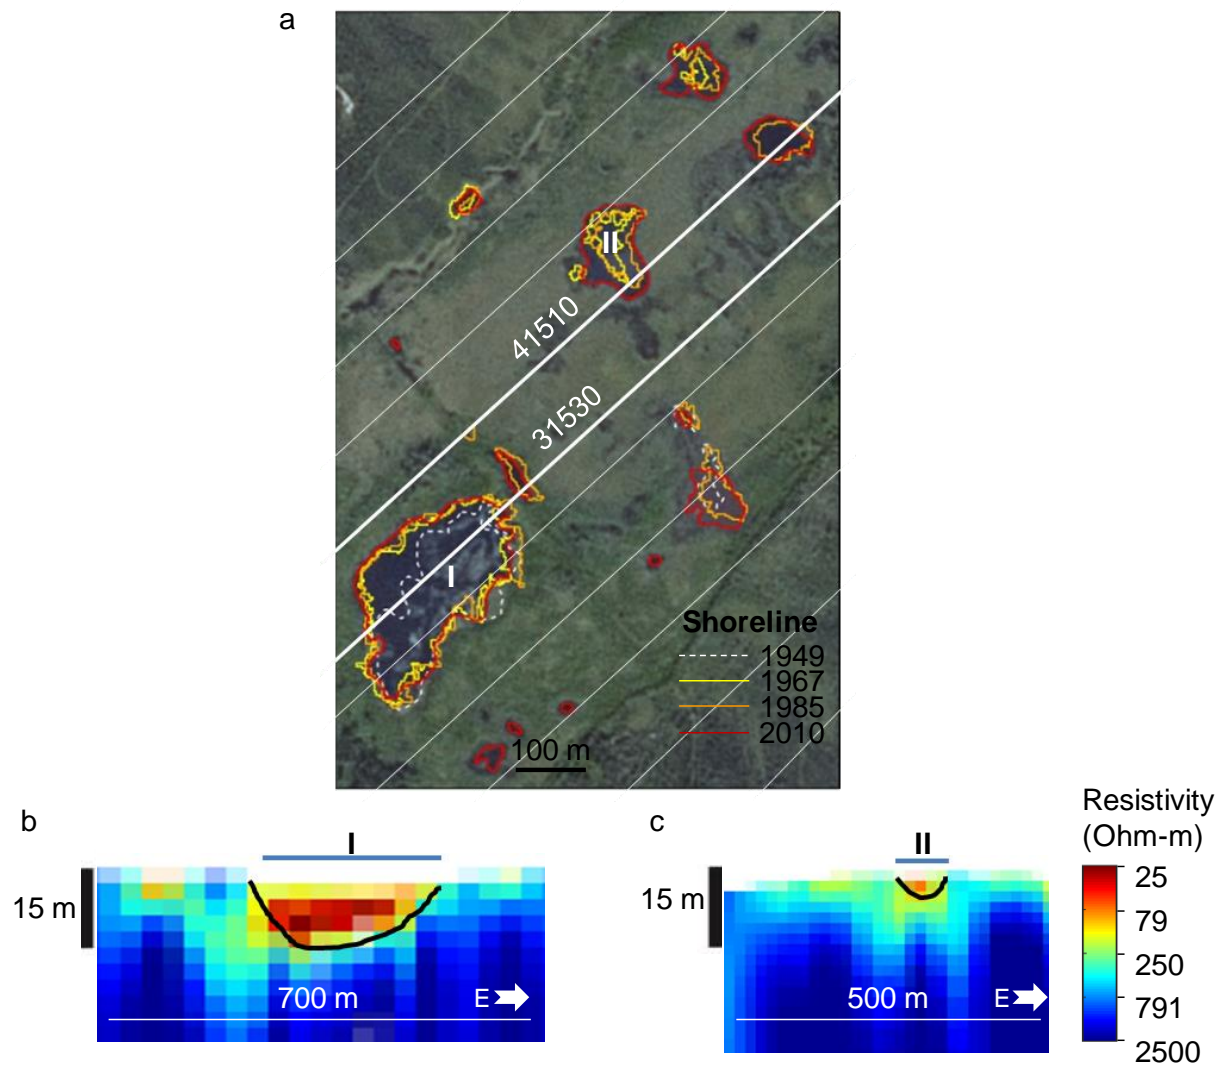 a
II
41510
31530
I
Shoreline
1949
1967
1985
2010
100 m
b
I
15 m
700 m
E
c
II
15 m
500 m
E
Resistivity
(Ohm-m)
25
79
250
791
2500